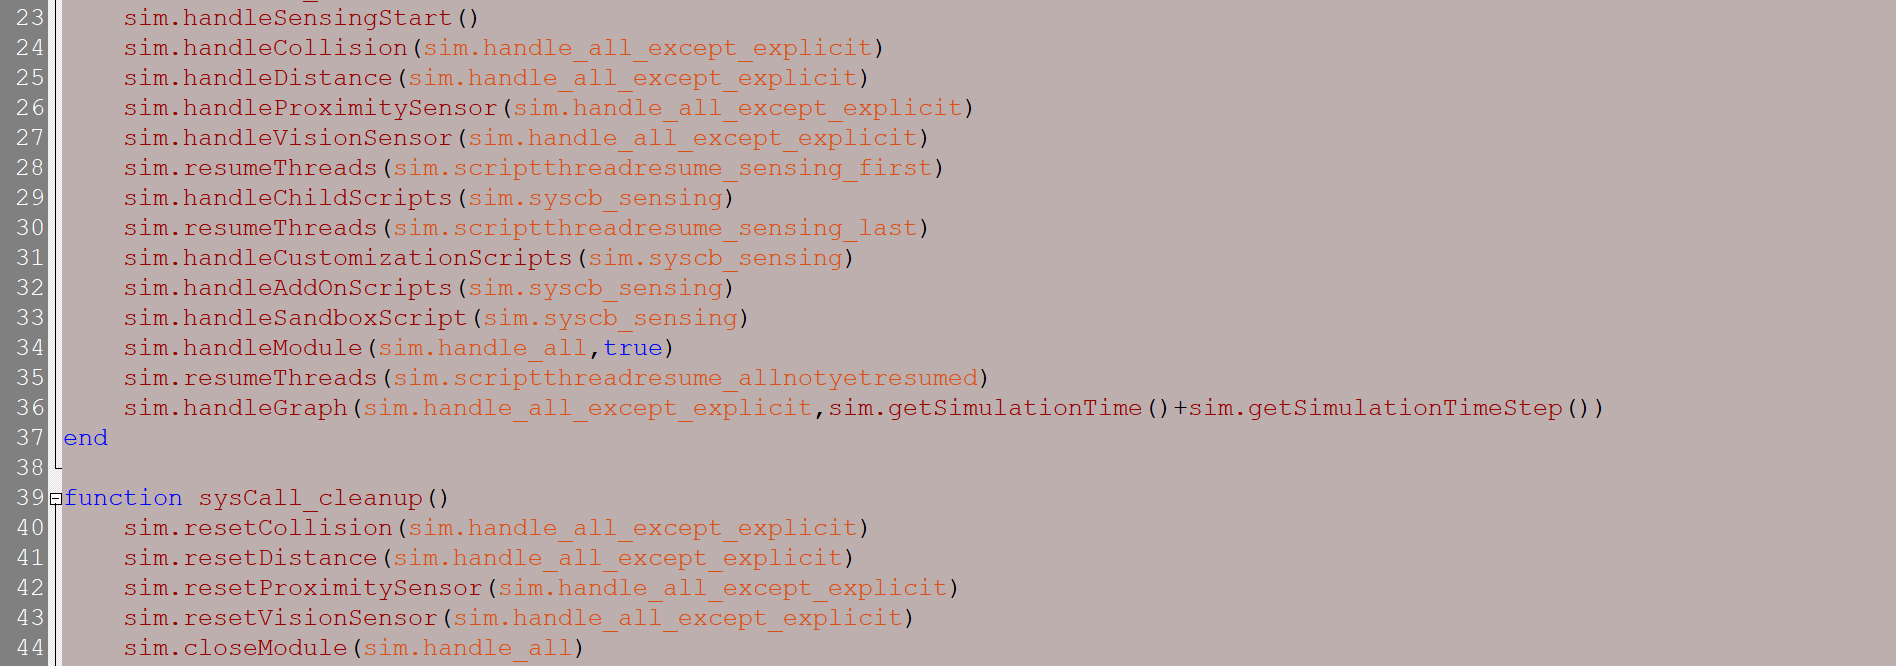 23 sim.handleSensingStart()
24 sim.handleCollision(sim.handle_all_except_explicit)
25 sim.handleDistance(sim.handle_all_except_explicit)
26 sim.handleProximitySensor(sim.handle_all_except_explicit)
27 sim.handleVisionSensor(sim.handle_all_except_explicit)
28 sim.resumeThreads(sim.scriptthreadresume_sensing_first)
29 sim.handleChildScripts(sim.syscb_sensing)
30 sim.resumeThreads(sim.scriptthreadresume_sensing_last)
31 sim.handleCustomizationScripts(sim.syscb_sensing)
32 sim.handleAddOnScripts(sim.syscb_sensing)
33 sim.handleSandboxScript(sim.syscb_sensing)
34 sim.handleModule(sim.handle_all,true)
35 sim.resumeThreads(sim.scriptthreadresume_allnotyetresumed)
36 sim.handleGraph(sim.handle_all_except_explicit,sim.getSimulationTime()+sim.getSimulationTimeStep())
37 end
38
39 function sysCall_cleanup()
40 sim.resetCollision(sim.handle_all_except_explicit)
41 sim.resetDistance(sim.handle_all_except_explicit)
42 sim.resetProximitySensor(sim.handle_all_except_explicit)
43 sim.resetVisionSensor(sim.handle_all_except_explicit)
44 sim.closeModule(sim.handle_all)